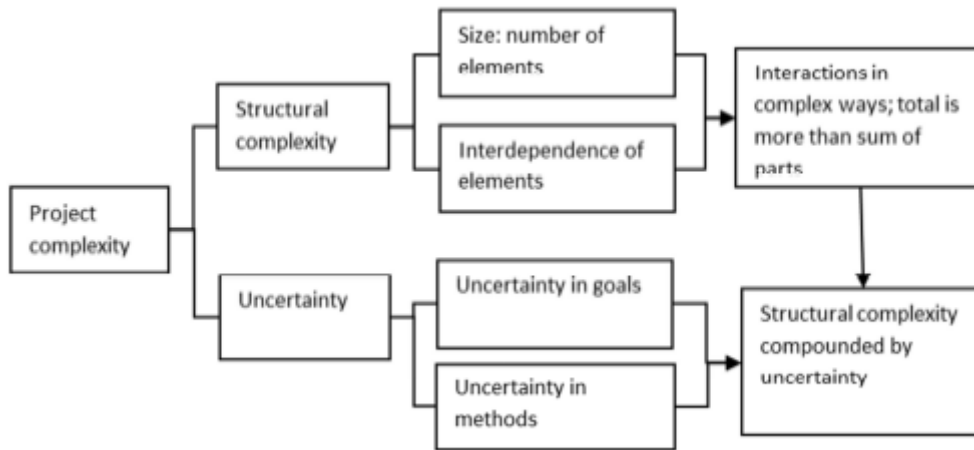 Size: number of
elements
Structural
complexity
Interdependence of
elements
Interactions in
complex ways; total is
more than sum of
parts
Project
complexity
Uncertainty
Uncertainty in goals
Uncertainty in
methods
Structural complexity
compounded by
uncertainty